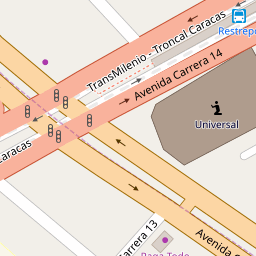 Restrepo
TransMilenio - Troncal Caracas
Avenida Carrera 14
Universal
Caracas
Carrera 13
Avenida C
Paga Todo